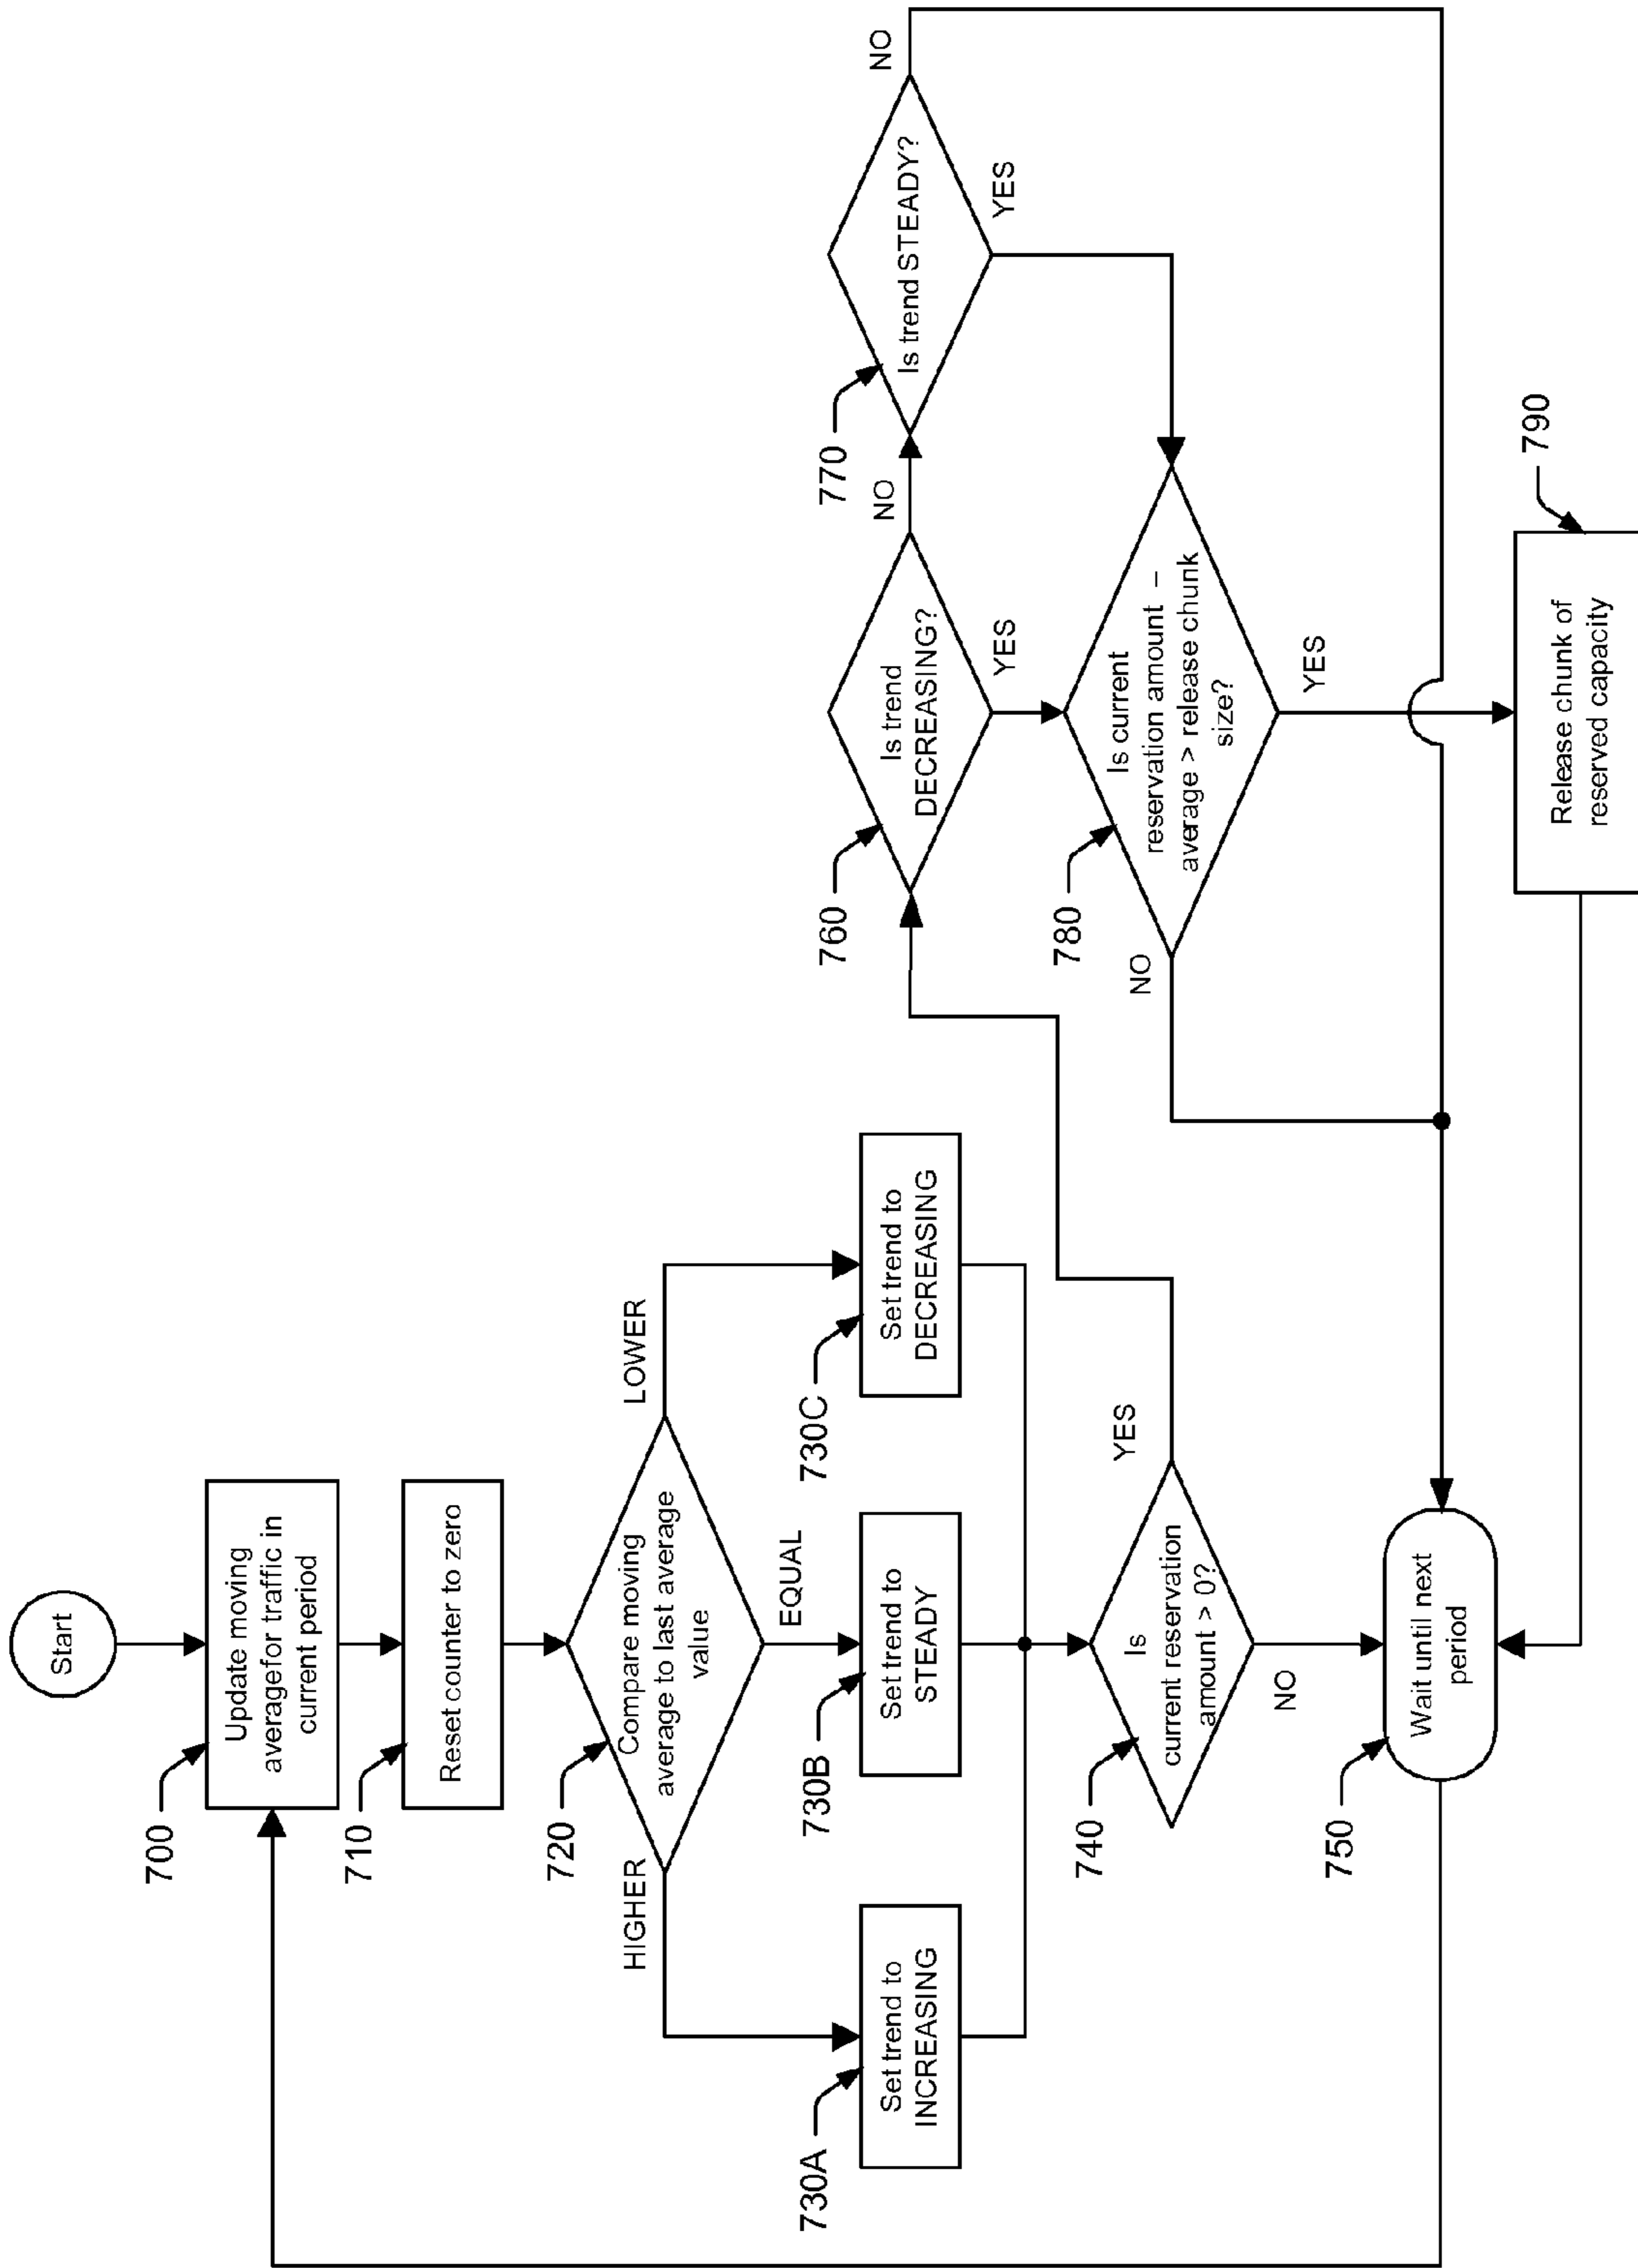 Start
700
Update moving
averagefor traffic in
current period
710
Reset counter to zero
720
Compare moving
average to last average
value
HIGHER
EQUAL
LOWER
730A
Set trend to
INCREASING
730B
Set trend to
STEADY
730C
Set trend to
DECREASING
740
Is
current reservation
amount > 0?
YES
NO
750
Wait until next
period
760
Is trend
DECREASING?
NO
YES
770
Is trend STEADY?
NO
YES
780
Is current
reservation amount –
average > release chunk
size?
NO
YES
790
Release chunk of
reserved capacity